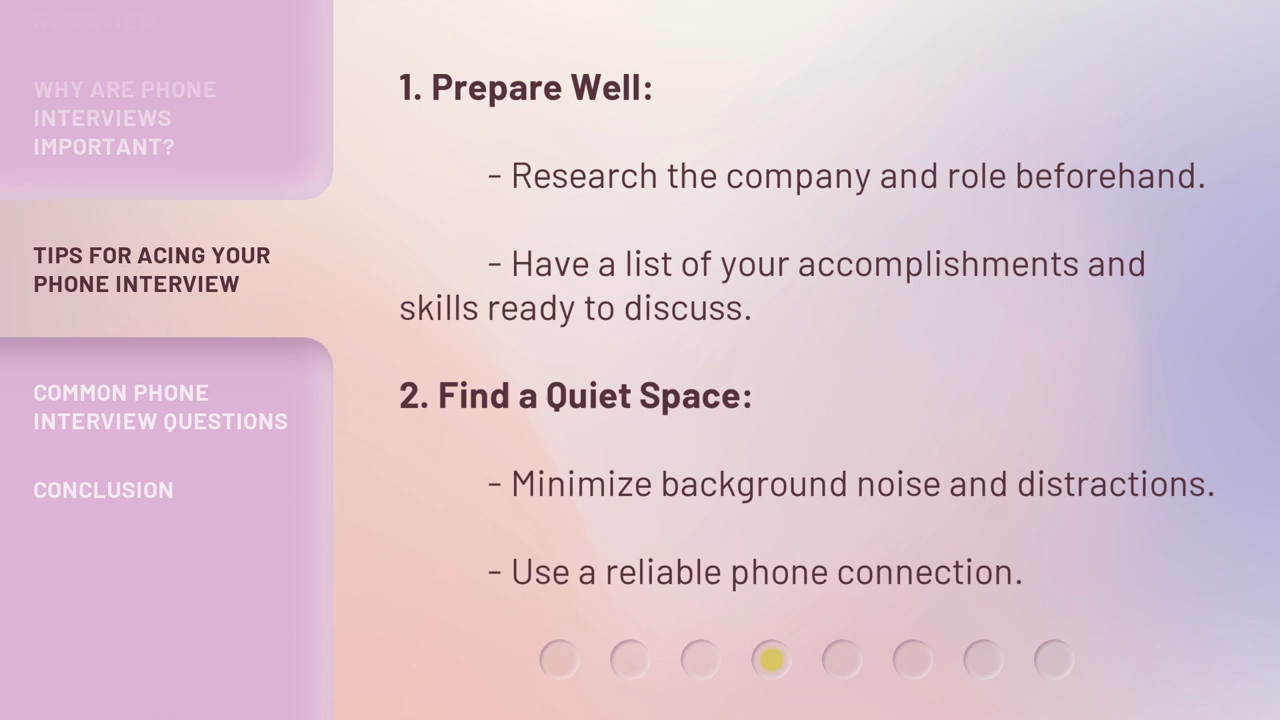 INTERVIEW?
WHY ARE PHONE
INTERVIEWS
IMPORTANT?
TIPS FOR ACING YOUR
PHONE INTERVIEW
COMMON PHONE
INTERVIEW QUESTIONS
CONCLUSION
1. Prepare Well:
- Research the company and role beforehand.
- Have a list of your accomplishments and
skills ready to discuss.
2. Find a Quiet Space:
- Minimize background noise and distractions.
- Use a reliable phone connection.